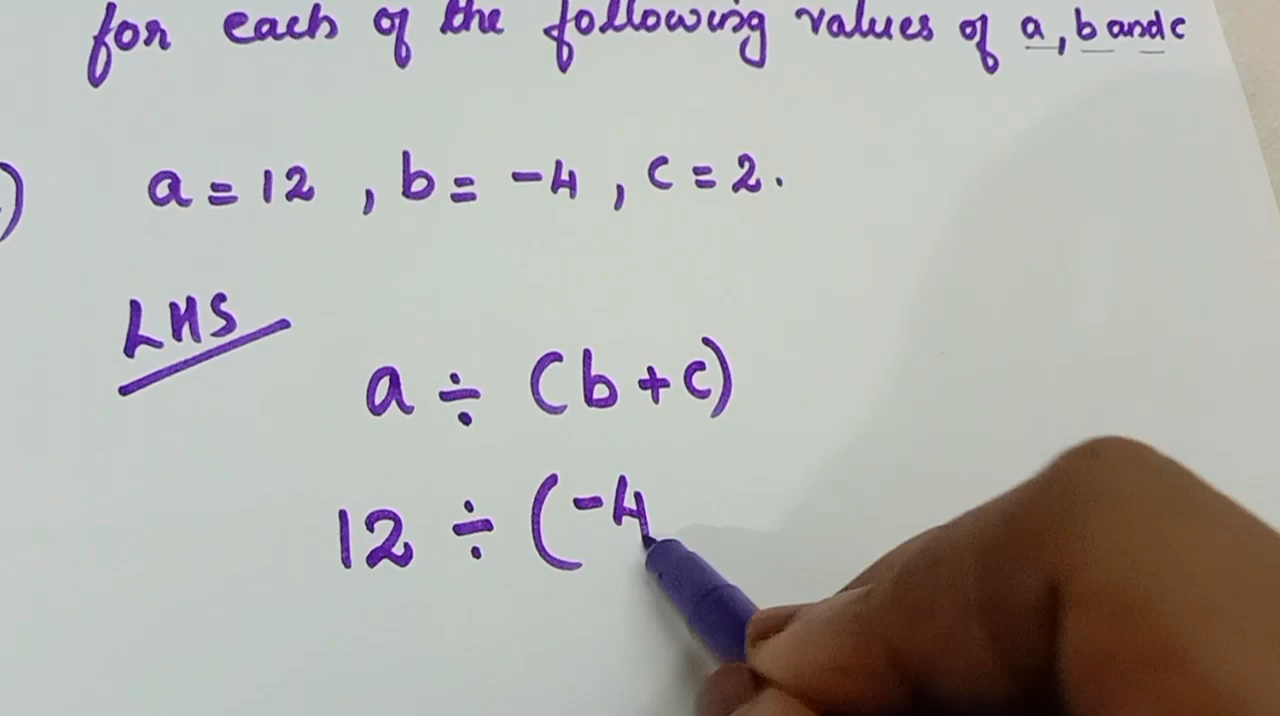 for each of the following values of a, b and c
) a = 12 , b = -4 , c = 2.
LHS
a ÷ (b + c)
12 ÷ (-4